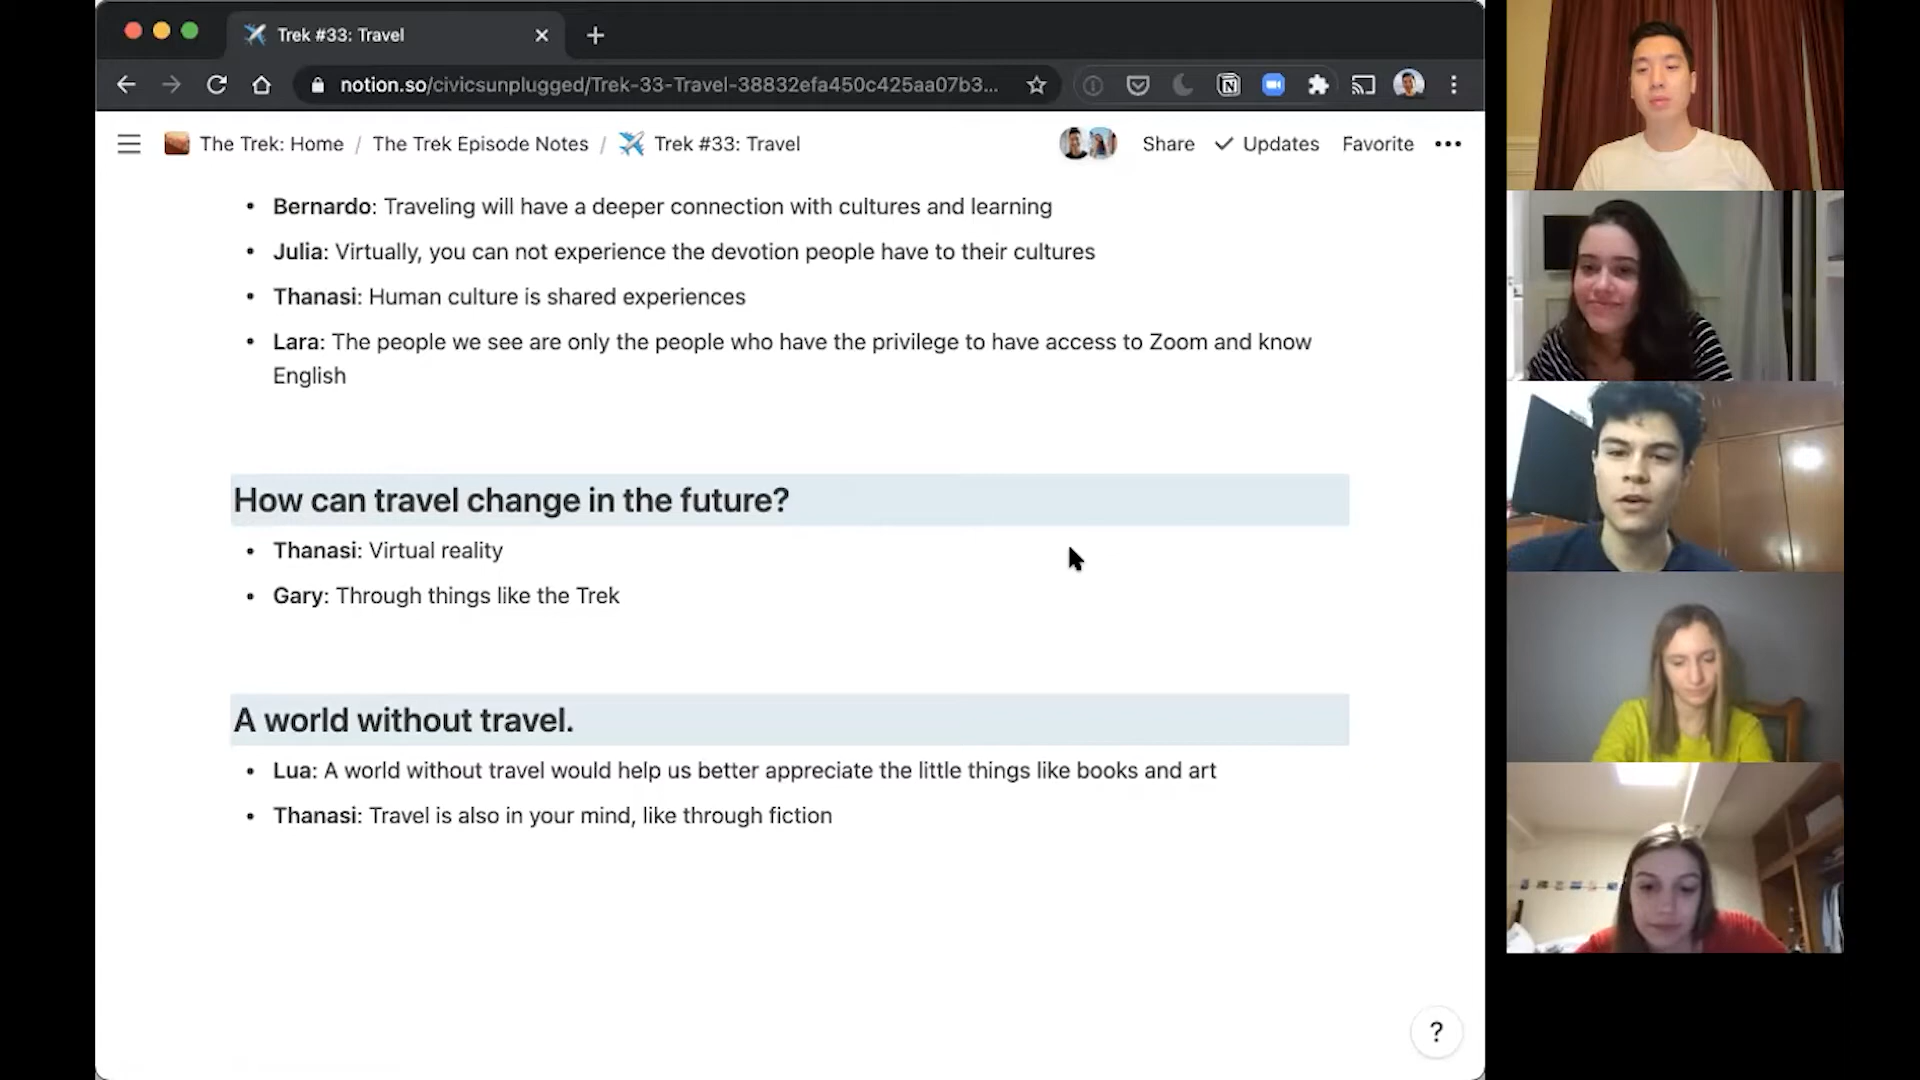 Trek #33: Travel
notion.so/civicsunplugged/Trek-33-Travel-38832efa450c425aa07b3...
The Trek: Home / The Trek Episode Notes / Trek #33: Travel Share Updates Favorite
Bernardo: Traveling will have a deeper connection with cultures and learning
Julia: Virtually, you can not experience the devotion people have to their cultures
Thanasi: Human culture is shared experiences
Lara: The people we see are only the people who have the privilege to have access to Zoom and know
English
How can travel change in the future?
Thanasi: Virtual reality
Gary: Through things like the Trek
A world without travel.
Lua: A world without travel would help us better appreciate the little things like books and art
Thanasi: Travel is also in your mind, like through fiction
?